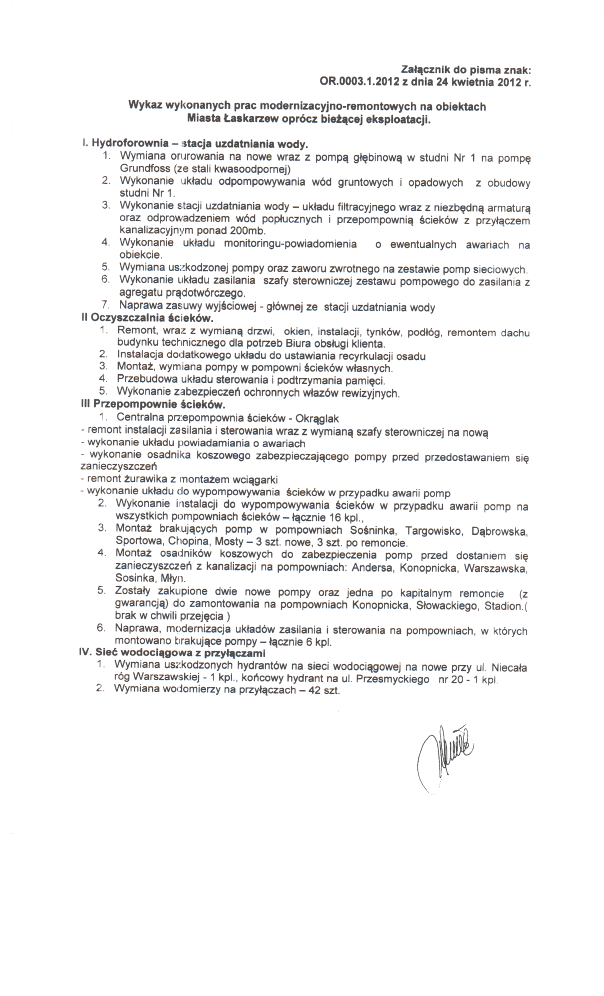 Załącznik do pisma znak:
OR.0003.1.2012 z dnia 24 kwietnia 2012 r.
Wykaz wykonanych prac modernizacyjno-remontowych na obiektach
Miasta Łaskarzew oprócz bieżącej eksploatacji.
I. Hydroforownia – stacja uzdatniania wody.
1. Wymiana orurowania na nowe wraz z pompą głębinową w studni Nr 1 na pompę
Grundfoss (ze stali kwasoodpornej)
2. Wykonanie układu odpompowywania wód gruntowych i opadowych z obudowy
studni Nr 1.
3. Wykonanie stacji uzdatniania wody – układu filtracyjnego wraz z niezbędną armaturą
oraz odprowadzeniem wód popłucznych i przepompownią ścieków z przyłączem
kanalizacyjnym ponad 200mb.
4. Wykonanie układu monitoringu-powiadomienia o ewentualnych awariach na
obiekcie.
5. Wymiana uszkodzonej pompy oraz zaworu zwrotnego na zestawie pomp sieciowych.
6. Wykonanie układu zasilania szafy sterowniczej zestawu pompowego do zasilania z
agregatu prądotwórczego.
7. Naprawa zasuwy wyjściowej - głównej ze stacji uzdatniania wody
II Oczyszczalnia ścieków.
1. Remont, wraz z wymianą drzwi, okien, instalacji, tynków, podłóg, remontem dachu
budynku technicznego dla potrzeb Biura obsługi klienta.
2. Instalacja dodatkowego układu do ustawiania recyrkulacji osadu
3. Montaż, wymiana pompy w pompowni ścieków własnych.
4. Przebudowa układu sterowania i podtrzymania pamięci.
5. Wykonanie zabezpieczeń ochronnych włazów rewizyjnych.
III Przepompownie ścieków.
1. Centralna przepompownia ścieków - Okrąglak
- remont instalacji zasilania i sterowania wraz z wymianą szafy sterowniczej na nową
- wykonanie układu powiadamiania o awariach
- wykonanie osadnika koszowego zabezpieczającego pompy przed przedostawaniem się
zanieczyszczeń
- remont żurawika z montażem wciągarki
- wykonanie układu do wypompowywania ścieków w przypadku awarii pomp
2. Wykonanie instalacji do wypompowywania ścieków w przypadku awarii pomp na
wszystkich pompowniach ścieków – łącznie 16 kpl.,
3. Montaż brakujących pomp w pompowniach Sośninka, Targowisko, Dąbrowska,
Sportowa, Chopina, Mosty – 3 szt. nowe, 3 szt. po remoncie.
4. Montaż osadników koszowych do zabezpieczenia pomp przed dostaniem się
zanieczyszczeń z kanalizacji na pompowniach: Andersa, Konopnicka, Warszawska,
Sosinka, Młyn.
5. Zostały zakupione dwie nowe pompy oraz jedna po kapitalnym remoncie (z
gwarancją) do zamontowania na pompowniach Konopnicka, Słowackiego, Stadion.(
brak w chwili przejęcia )
6. Naprawa, modernizacja układów zasilania i sterowania na pompowniach, w których
montowano brakujące pompy – łącznie 6 kpl.
IV. Sieć wodociągowa z przyłączami
1. Wymiana uszkodzonych hydrantów na sieci wodociągowej na nowe przy ul. Niecała
róg Warszawskiej - 1 kpl., końcowy hydrant na ul. Przesmyckiego nr 20 - 1 kpl.
2. Wymiana wodomierzy na przyłączach – 42 szt.